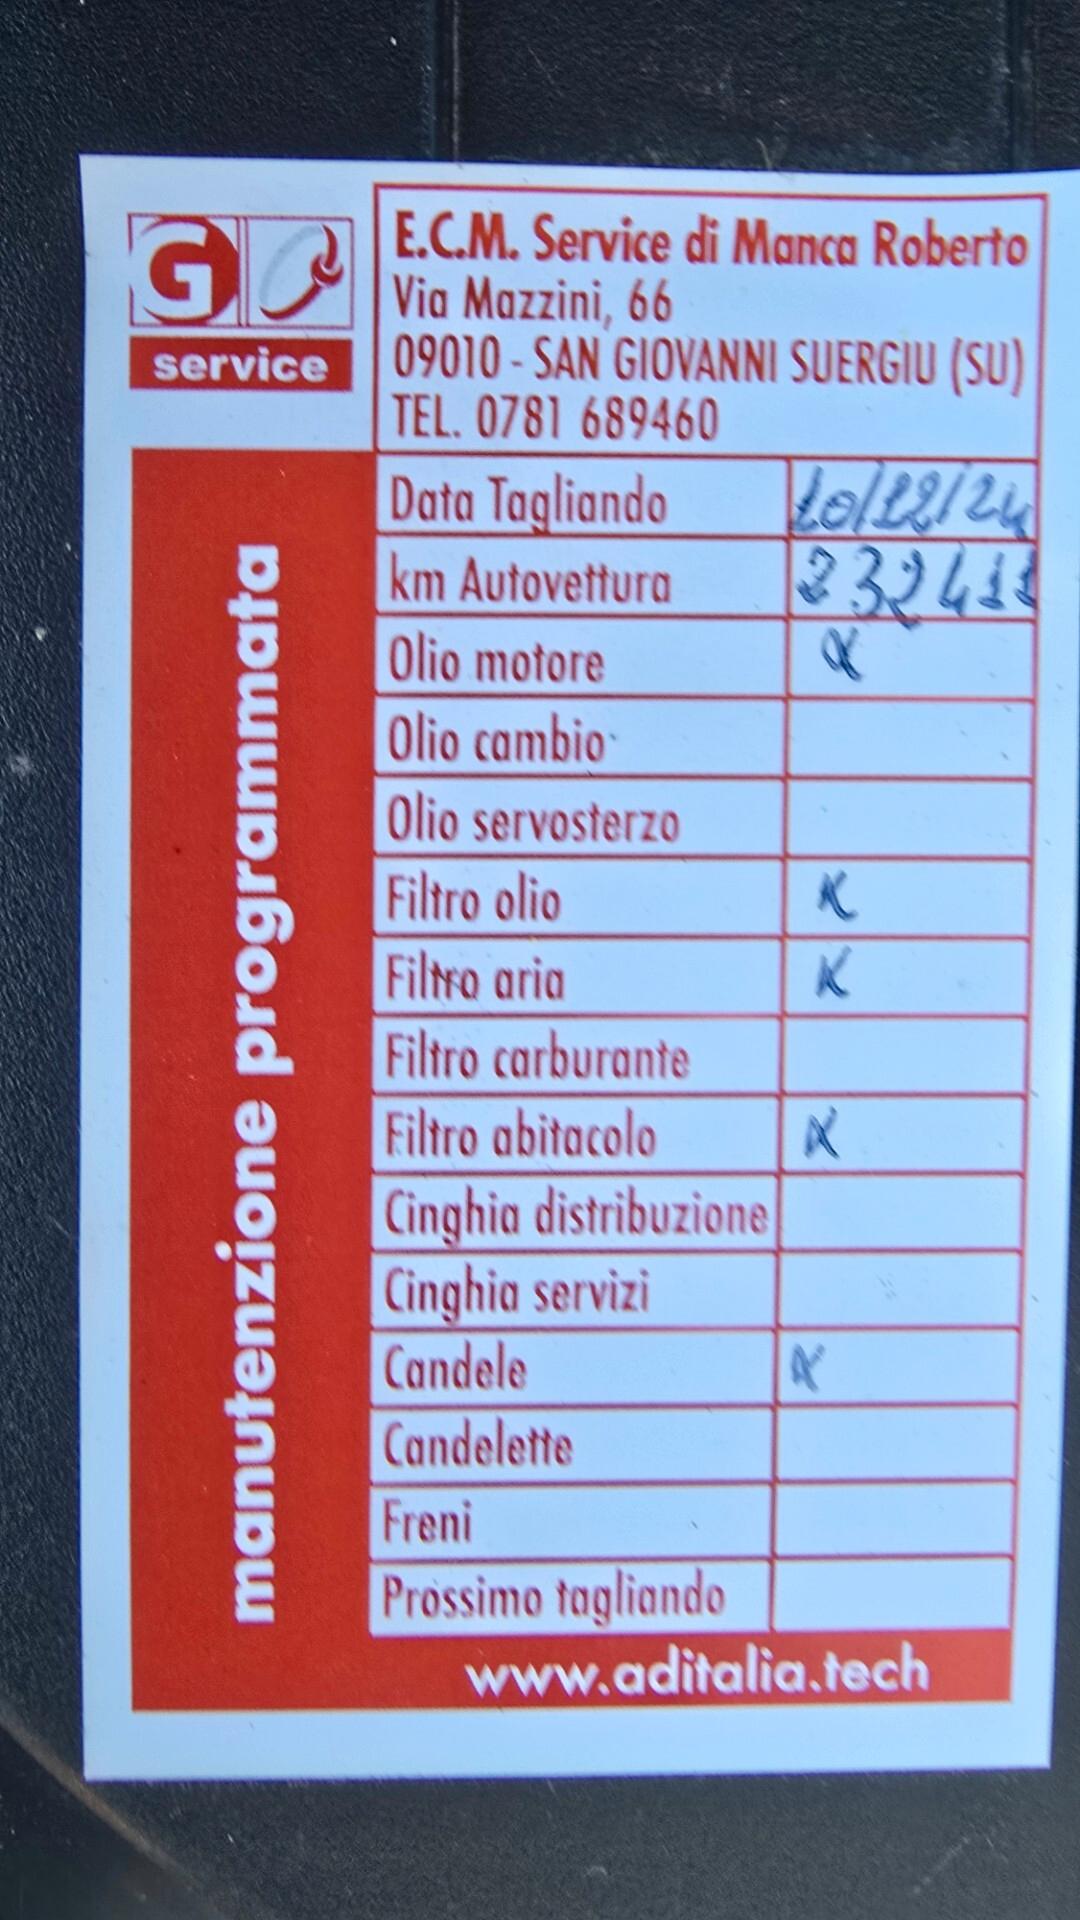 G
service
E.C.M. Service di Manca Roberto
Via Mazzini, 66
09010 - SAN GIOVANNI SUERGIU (SU)
TEL. 0781 689460
manutenzione programmata
Data Tagliando 10/12/24
km Autovettura 232411
Olio motore X
Olio cambio
Olio servosterzo
Filtro olio X
Filtro aria X
Filtro carburante
Filtro abitacolo X
Cinghia distribuzione
Cinghia servizi
Candele X
Candelette
Freni
Prossimo tagliando
www.aditalia.tech